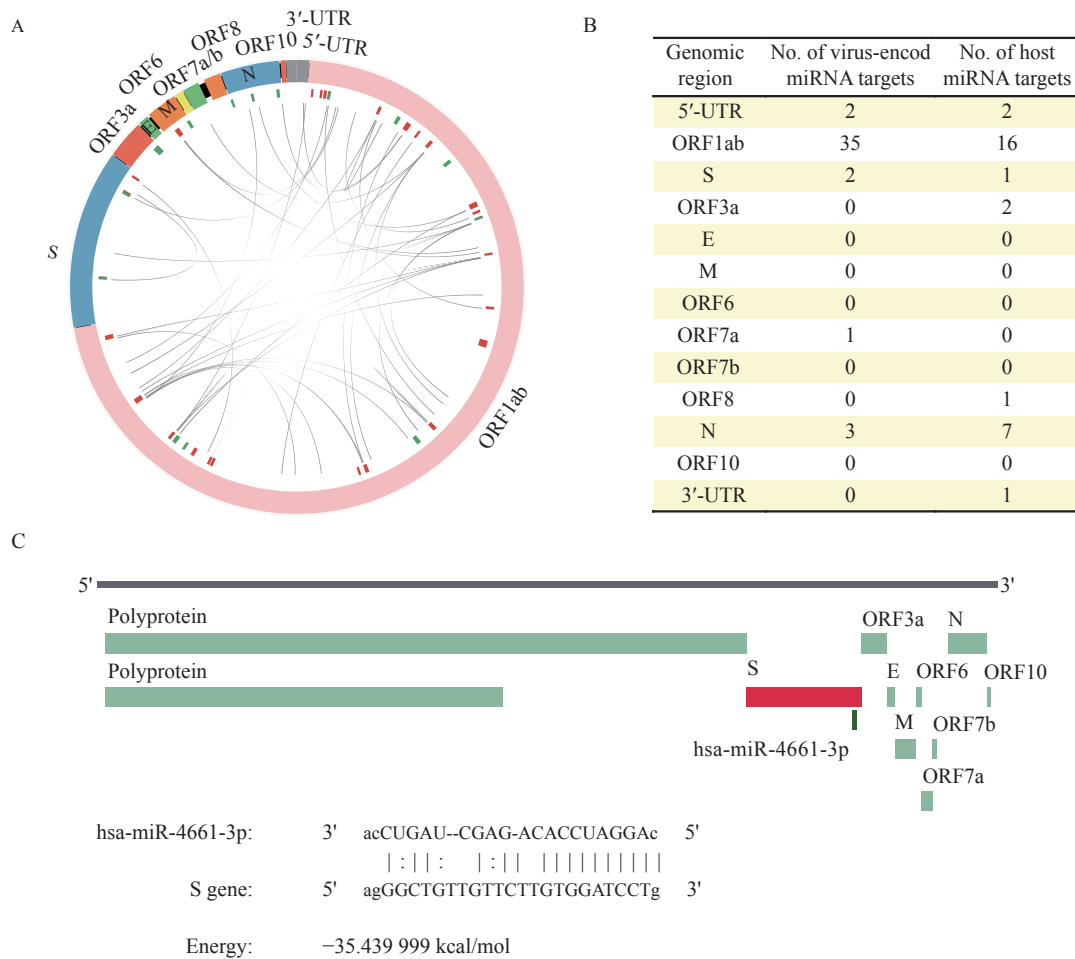 A
3′-UTR
5′-UTR
ORF10
ORF8
ORF7a/b
ORF6
ORF3a
N
M
E
S
ORF1ab
B
Genomic region No. of virus-encod miRNA targets No. of host miRNA targets
5′-UTR 2 2
ORF1ab 35 16
S 2 1
ORF3a 0 2
E 0 0
M 0 0
ORF6 0 0
ORF7a 1 0
ORF7b 0 0
ORF8 0 1
N 3 7
ORF10 0 0
3′-UTR 0 1
C
5' 3'
Polyprotein ORF3a N
Polyprotein S E ORF6 ORF10
hsa-miR-4661-3p M ORF7b
ORF7a
hsa-miR-4661-3p: 3' acCUGAU--CGAG-ACACCUAGGAc 5'
|:||: |:|| ||||||||||
S gene: 5' agGGCTGTTGTTCTTGTGGATCCTg 3'
Energy: −35.439 999 kcal/mol